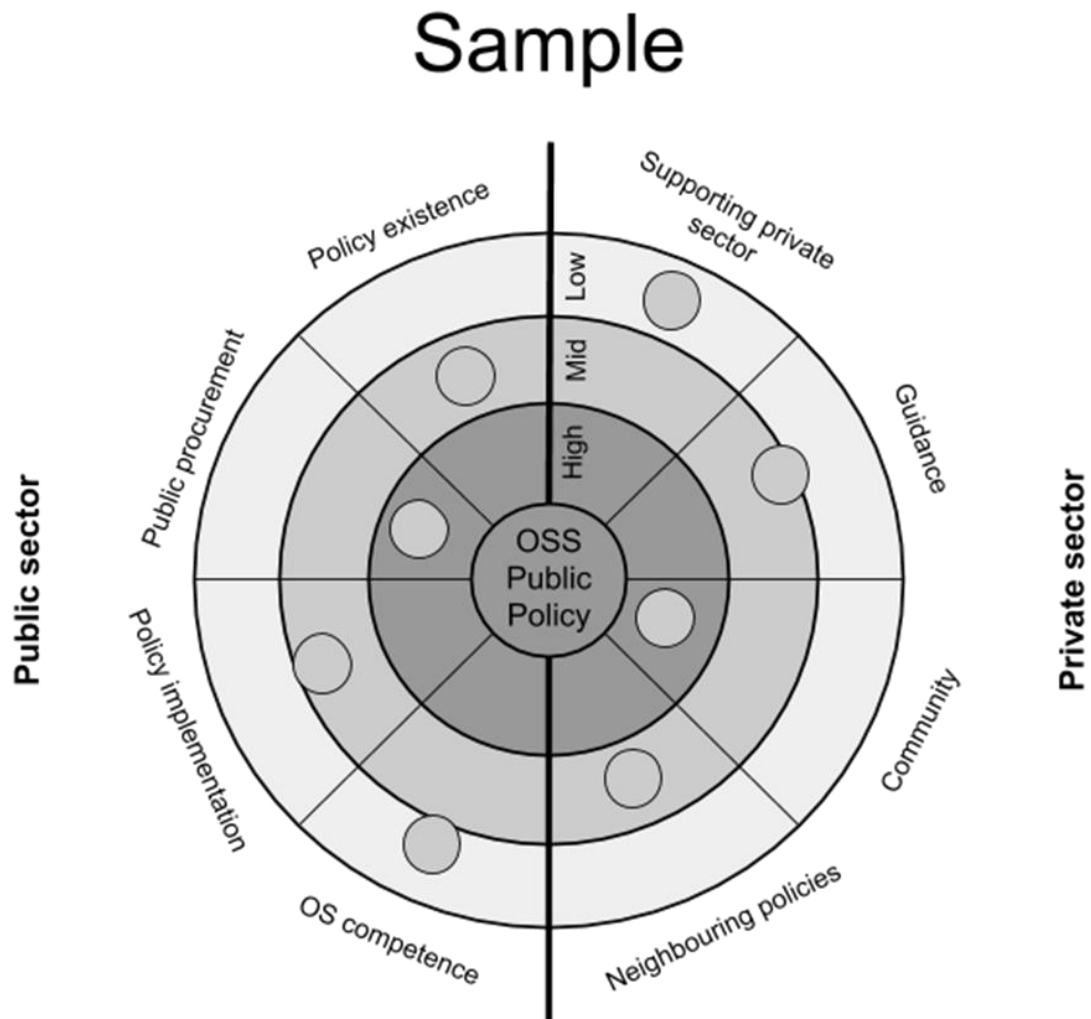 Sample
Policy existence
Supporting private
sector
Low
Mid
High
Public procurement
Guidance
Public sector
Private sector
OSS
Public
Policy
Policy implementation
Community
OS competence
Neighbouring policies